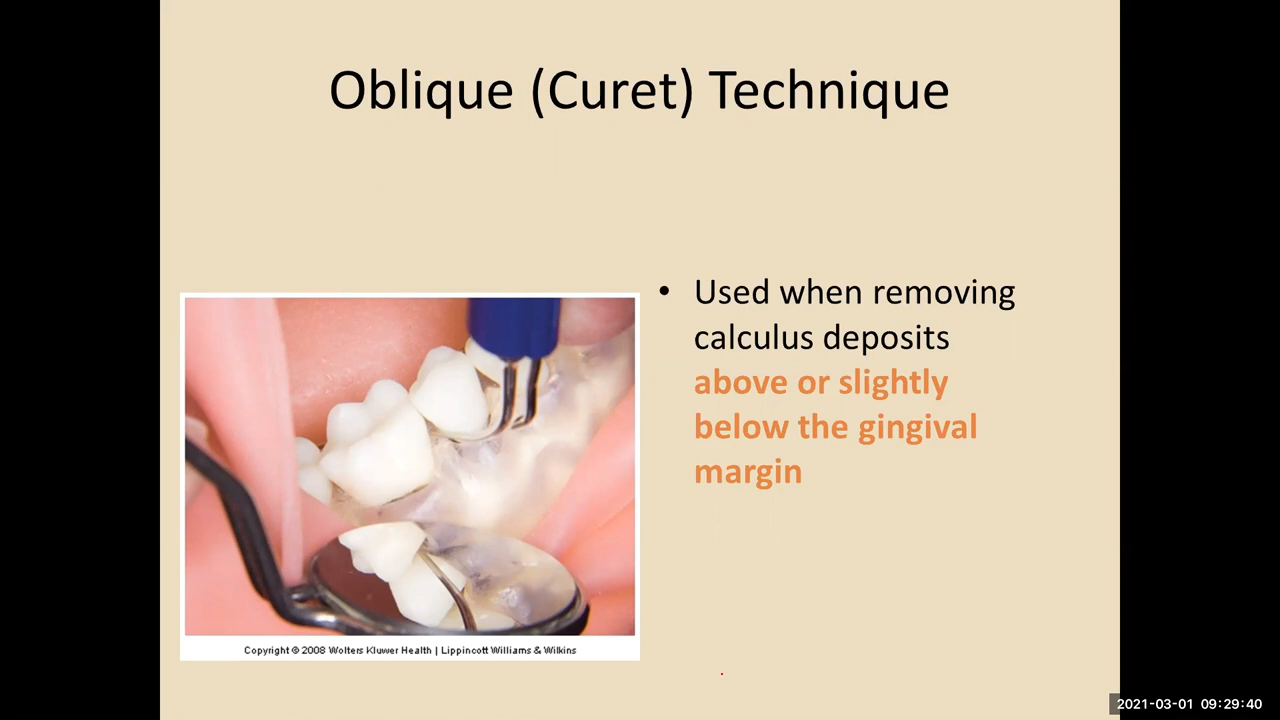 Oblique (Curet) Technique
• Used when removing
calculus deposits
above or slightly
below the gingival
margin
Copyright © 2008 Wolters Kluwer Health | Lippincott Williams & Wilkins
2021-03-01 09:29:40